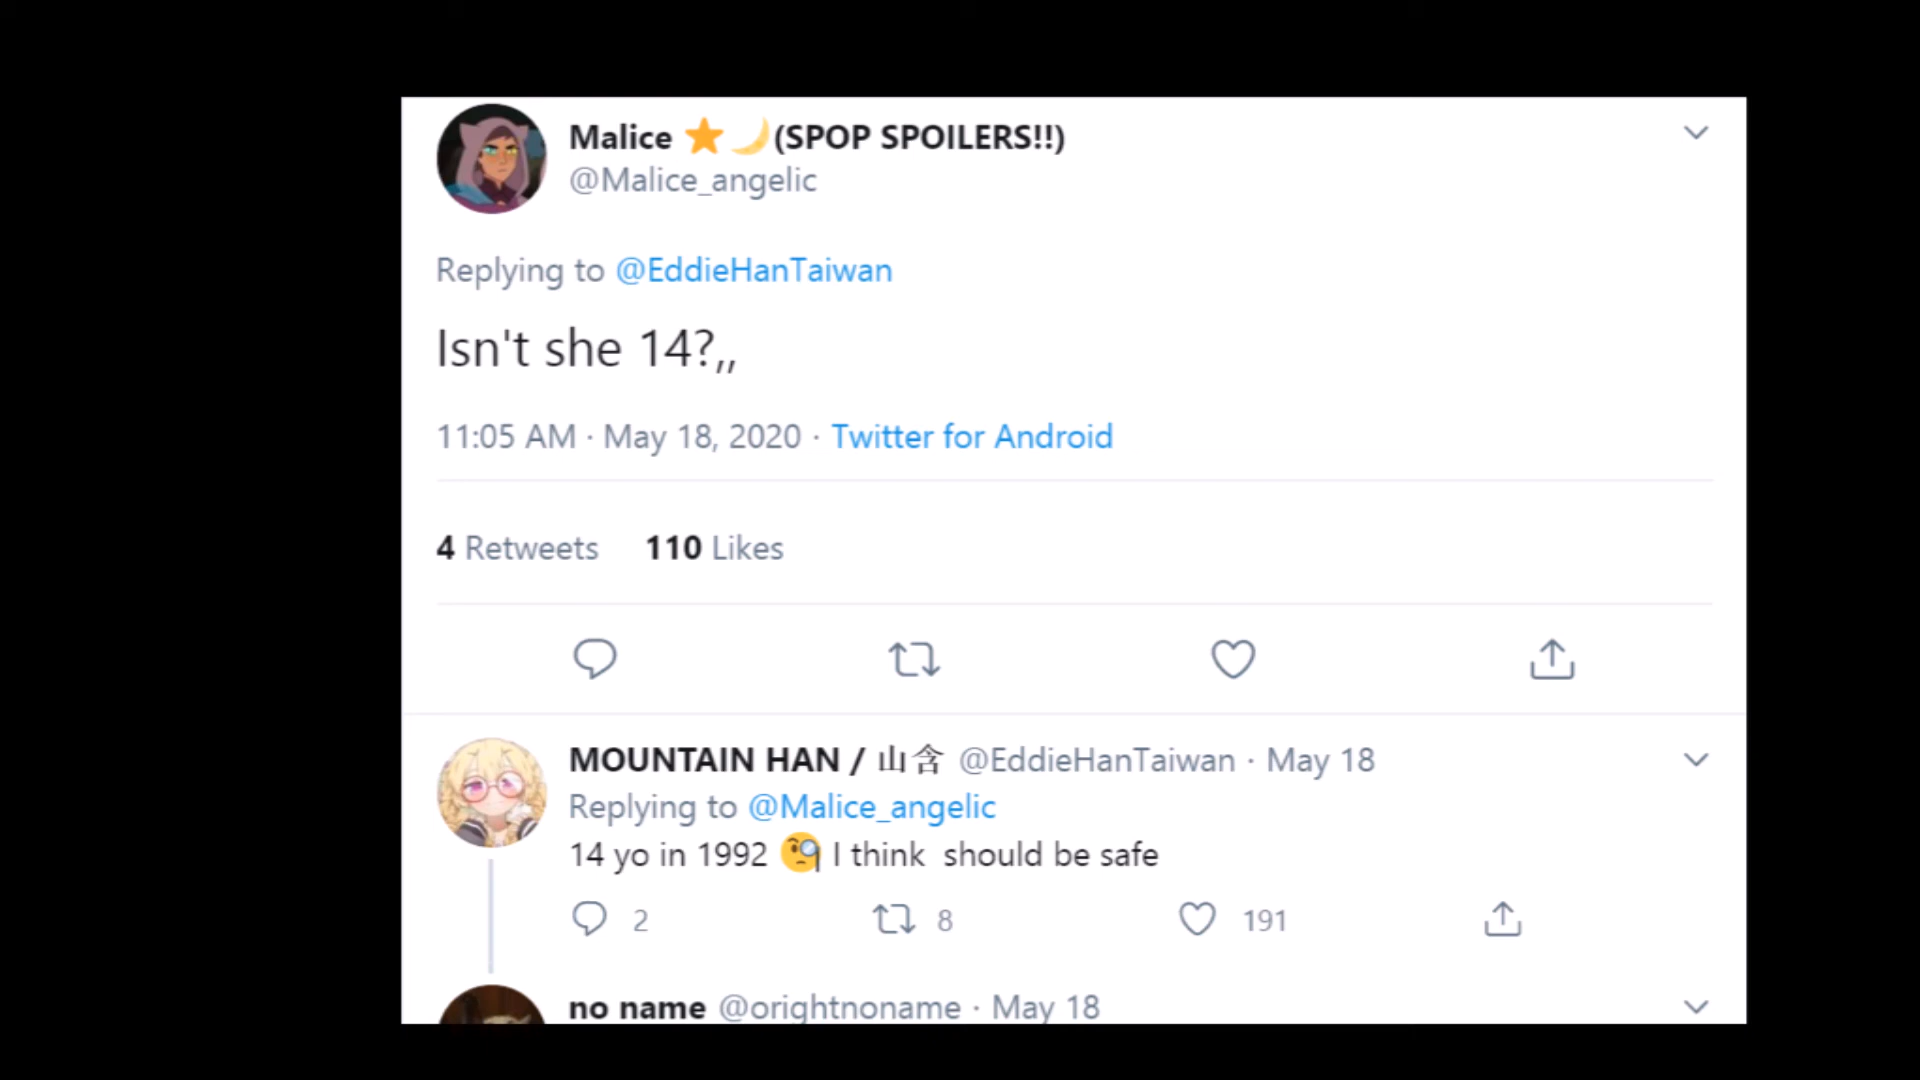 Malice ⭐🌙(SPOP SPOILERS!!)
@Malice_angelic
Replying to @EddieHanTaiwan
Isn't she 14?,,
11:05 AM · May 18, 2020 · Twitter for Android
4 Retweets 110 Likes
MOUNTAIN HAN / 山含 @EddieHanTaiwan · May 18
Replying to @Malice_angelic
14 yo in 1992 🧐 I think  should be safe
2 8 191
no name @orightnoname · May 18